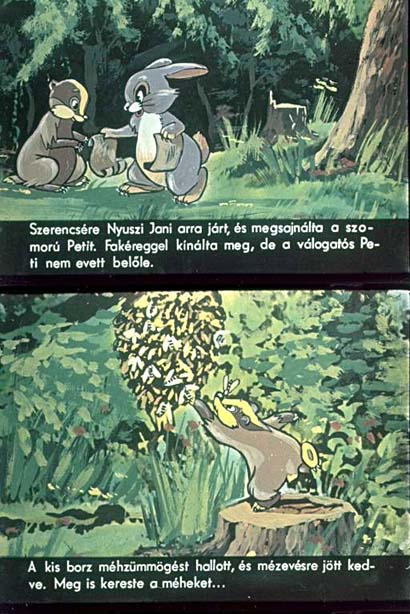 Szerencsére Nyuszi Jani arra járt, és megsajnálta a szo-
morú Petit. Fakéreggel kinálta meg, de a válogatós Pe-
ti nem evett belőle.
A kis borz méhzümmögést hallott, és mézevésre jött ked-
ve. Meg is kereste a méheket...